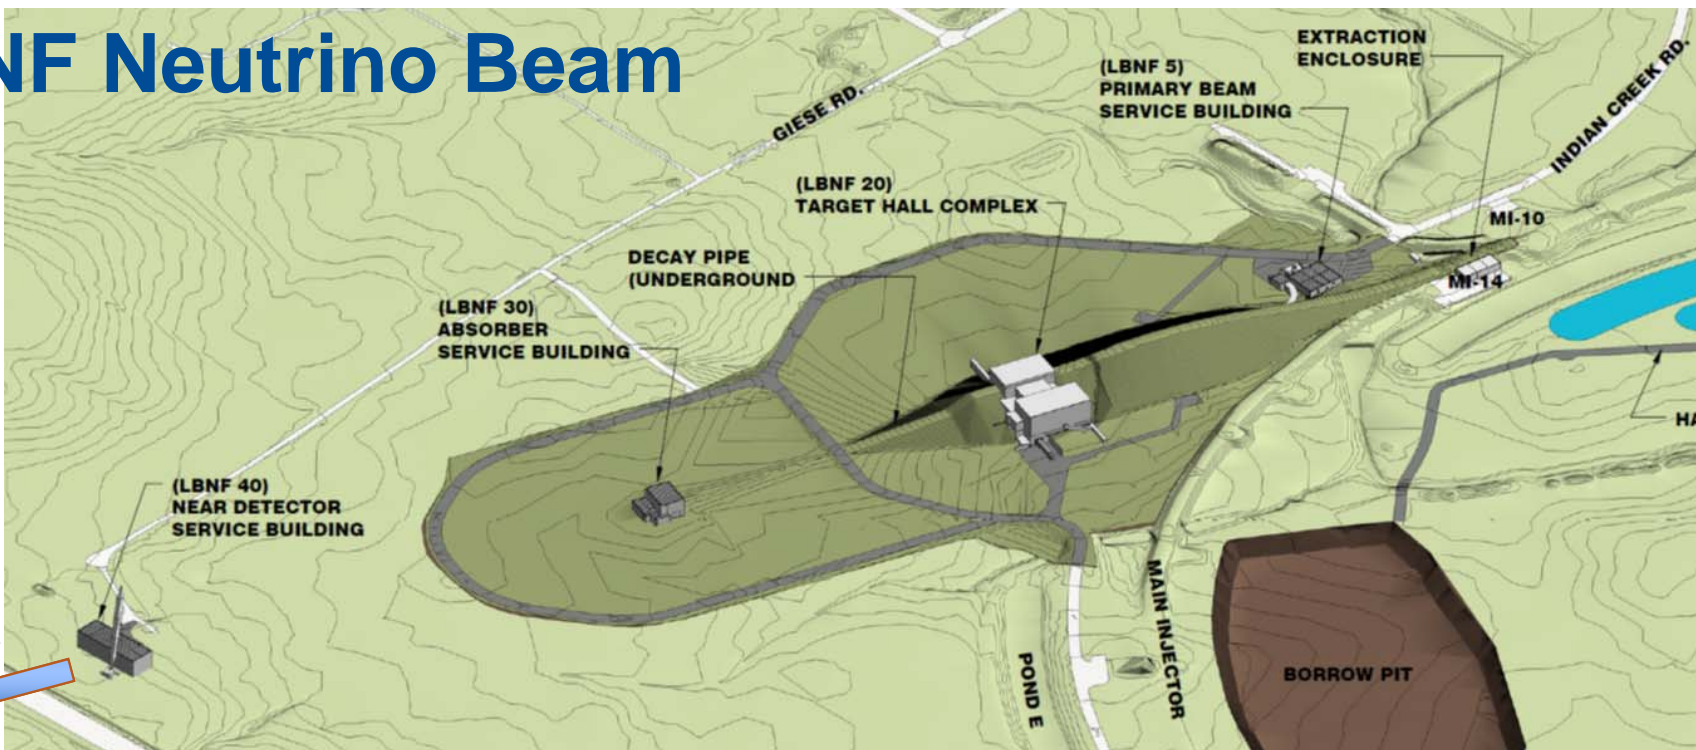 NF Neutrino Beam
EXTRACTION
ENCLOSURE
(LBNF 5)
PRIMARY BEAM
SERVICE BUILDING
INDIAN CREEK RD.
GIESE RD.
(LBNF 20)
TARGET HALL COMPLEX
MI-10
DECAY PIPE
(UNDERGROUND
MI-14
(LBNF 30)
ABSORBER
SERVICE BUILDING
HA
(LBNF 40)
NEAR DETECTOR
SERVICE BUILDING
MAIN INJECTOR
POND E
BORROW PIT